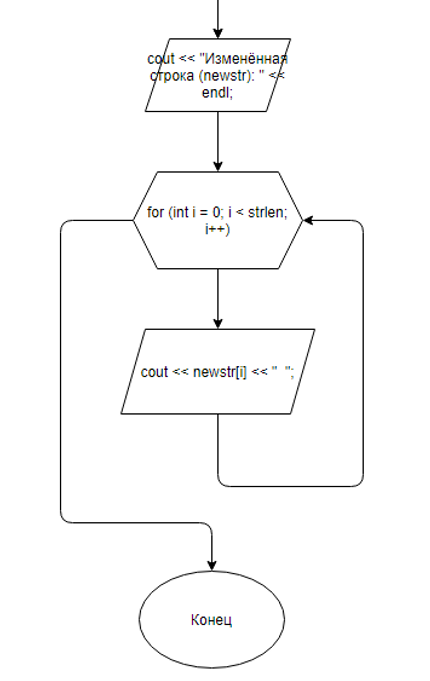 cout << "Изменённая
строка (newstr): " <<
endl;
for (int i = 0; i < strlen;
i++)
cout << newstr[i] << "  ";
Конец